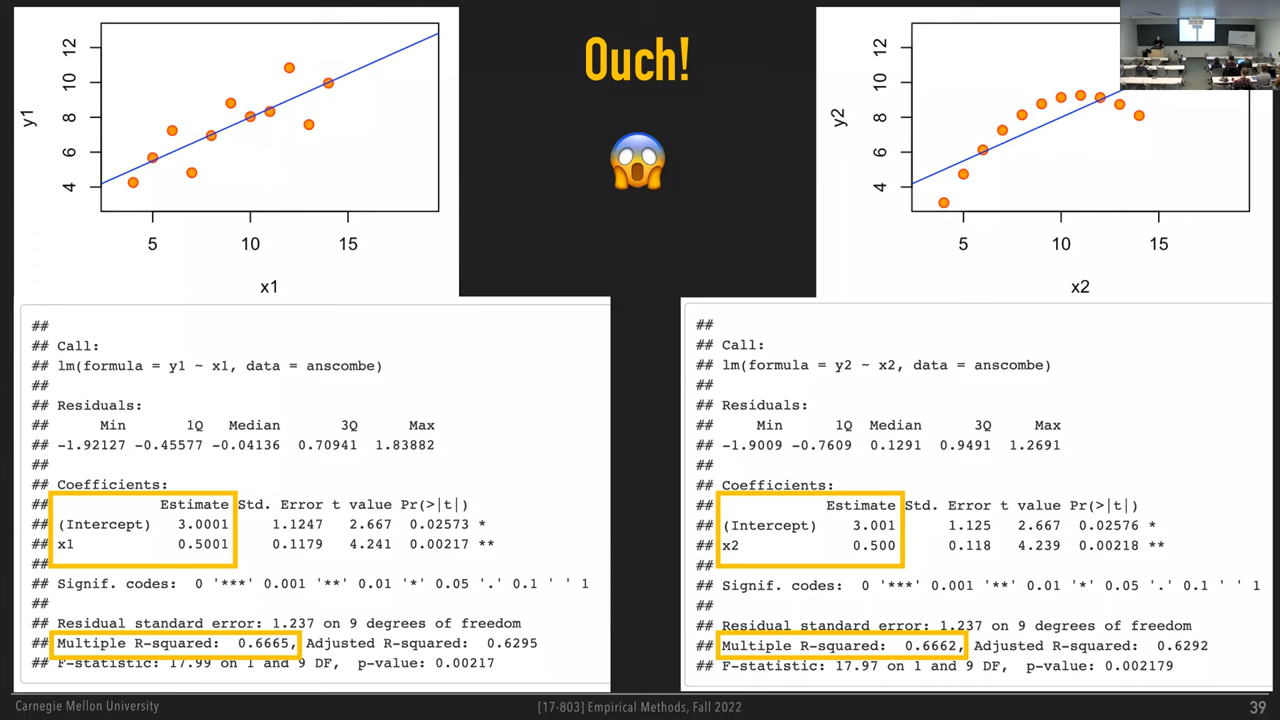 Ouch!
12
10
8
6
4
y1
5 10 15
x1
12
10
8
6
4
y2
5 10 15
x2
##
## Call:
## lm(formula = y1 ~ x1, data = anscombe)
##
## Residuals:
## Min 1Q Median 3Q Max
## -1.92127 -0.45577 -0.04136 0.70941 1.83882
##
## Coefficients:
## Estimate Std. Error t value Pr(>|t|)
## (Intercept) 3.0001 1.1247 2.667 0.02573 *
## x1 0.5001 0.1179 4.241 0.00217 **
##
## Signif. codes: 0 '***' 0.001 '**' 0.01 '*' 0.05 '.' 0.1 ' ' 1
##
## Residual standard error: 1.237 on 9 degrees of freedom
## Multiple R-squared: 0.6665, Adjusted R-squared: 0.6295
## F-statistic: 17.99 on 1 and 9 DF, p-value: 0.00217
##
## Call:
## lm(formula = y2 ~ x2, data = anscombe)
##
## Residuals:
## Min 1Q Median 3Q Max
## -1.9009 -0.7609 0.1291 0.9491 1.2691
##
## Coefficients:
## Estimate Std. Error t value Pr(>|t|)
## (Intercept) 3.001 1.125 2.667 0.02576 *
## x2 0.500 0.118 4.239 0.00218 **
##
## Signif. codes: 0 '***' 0.001 '**' 0.01 '*' 0.05 '.' 0.1 ' ' 1
##
## Residual standard error: 1.237 on 9 degrees of freedom
## Multiple R-squared: 0.6662, Adjusted R-squared: 0.6292
## F-statistic: 17.97 on 1 and 9 DF, p-value: 0.002179
Carnegie Mellon University
[17-803] Empirical Methods, Fall 2022
39